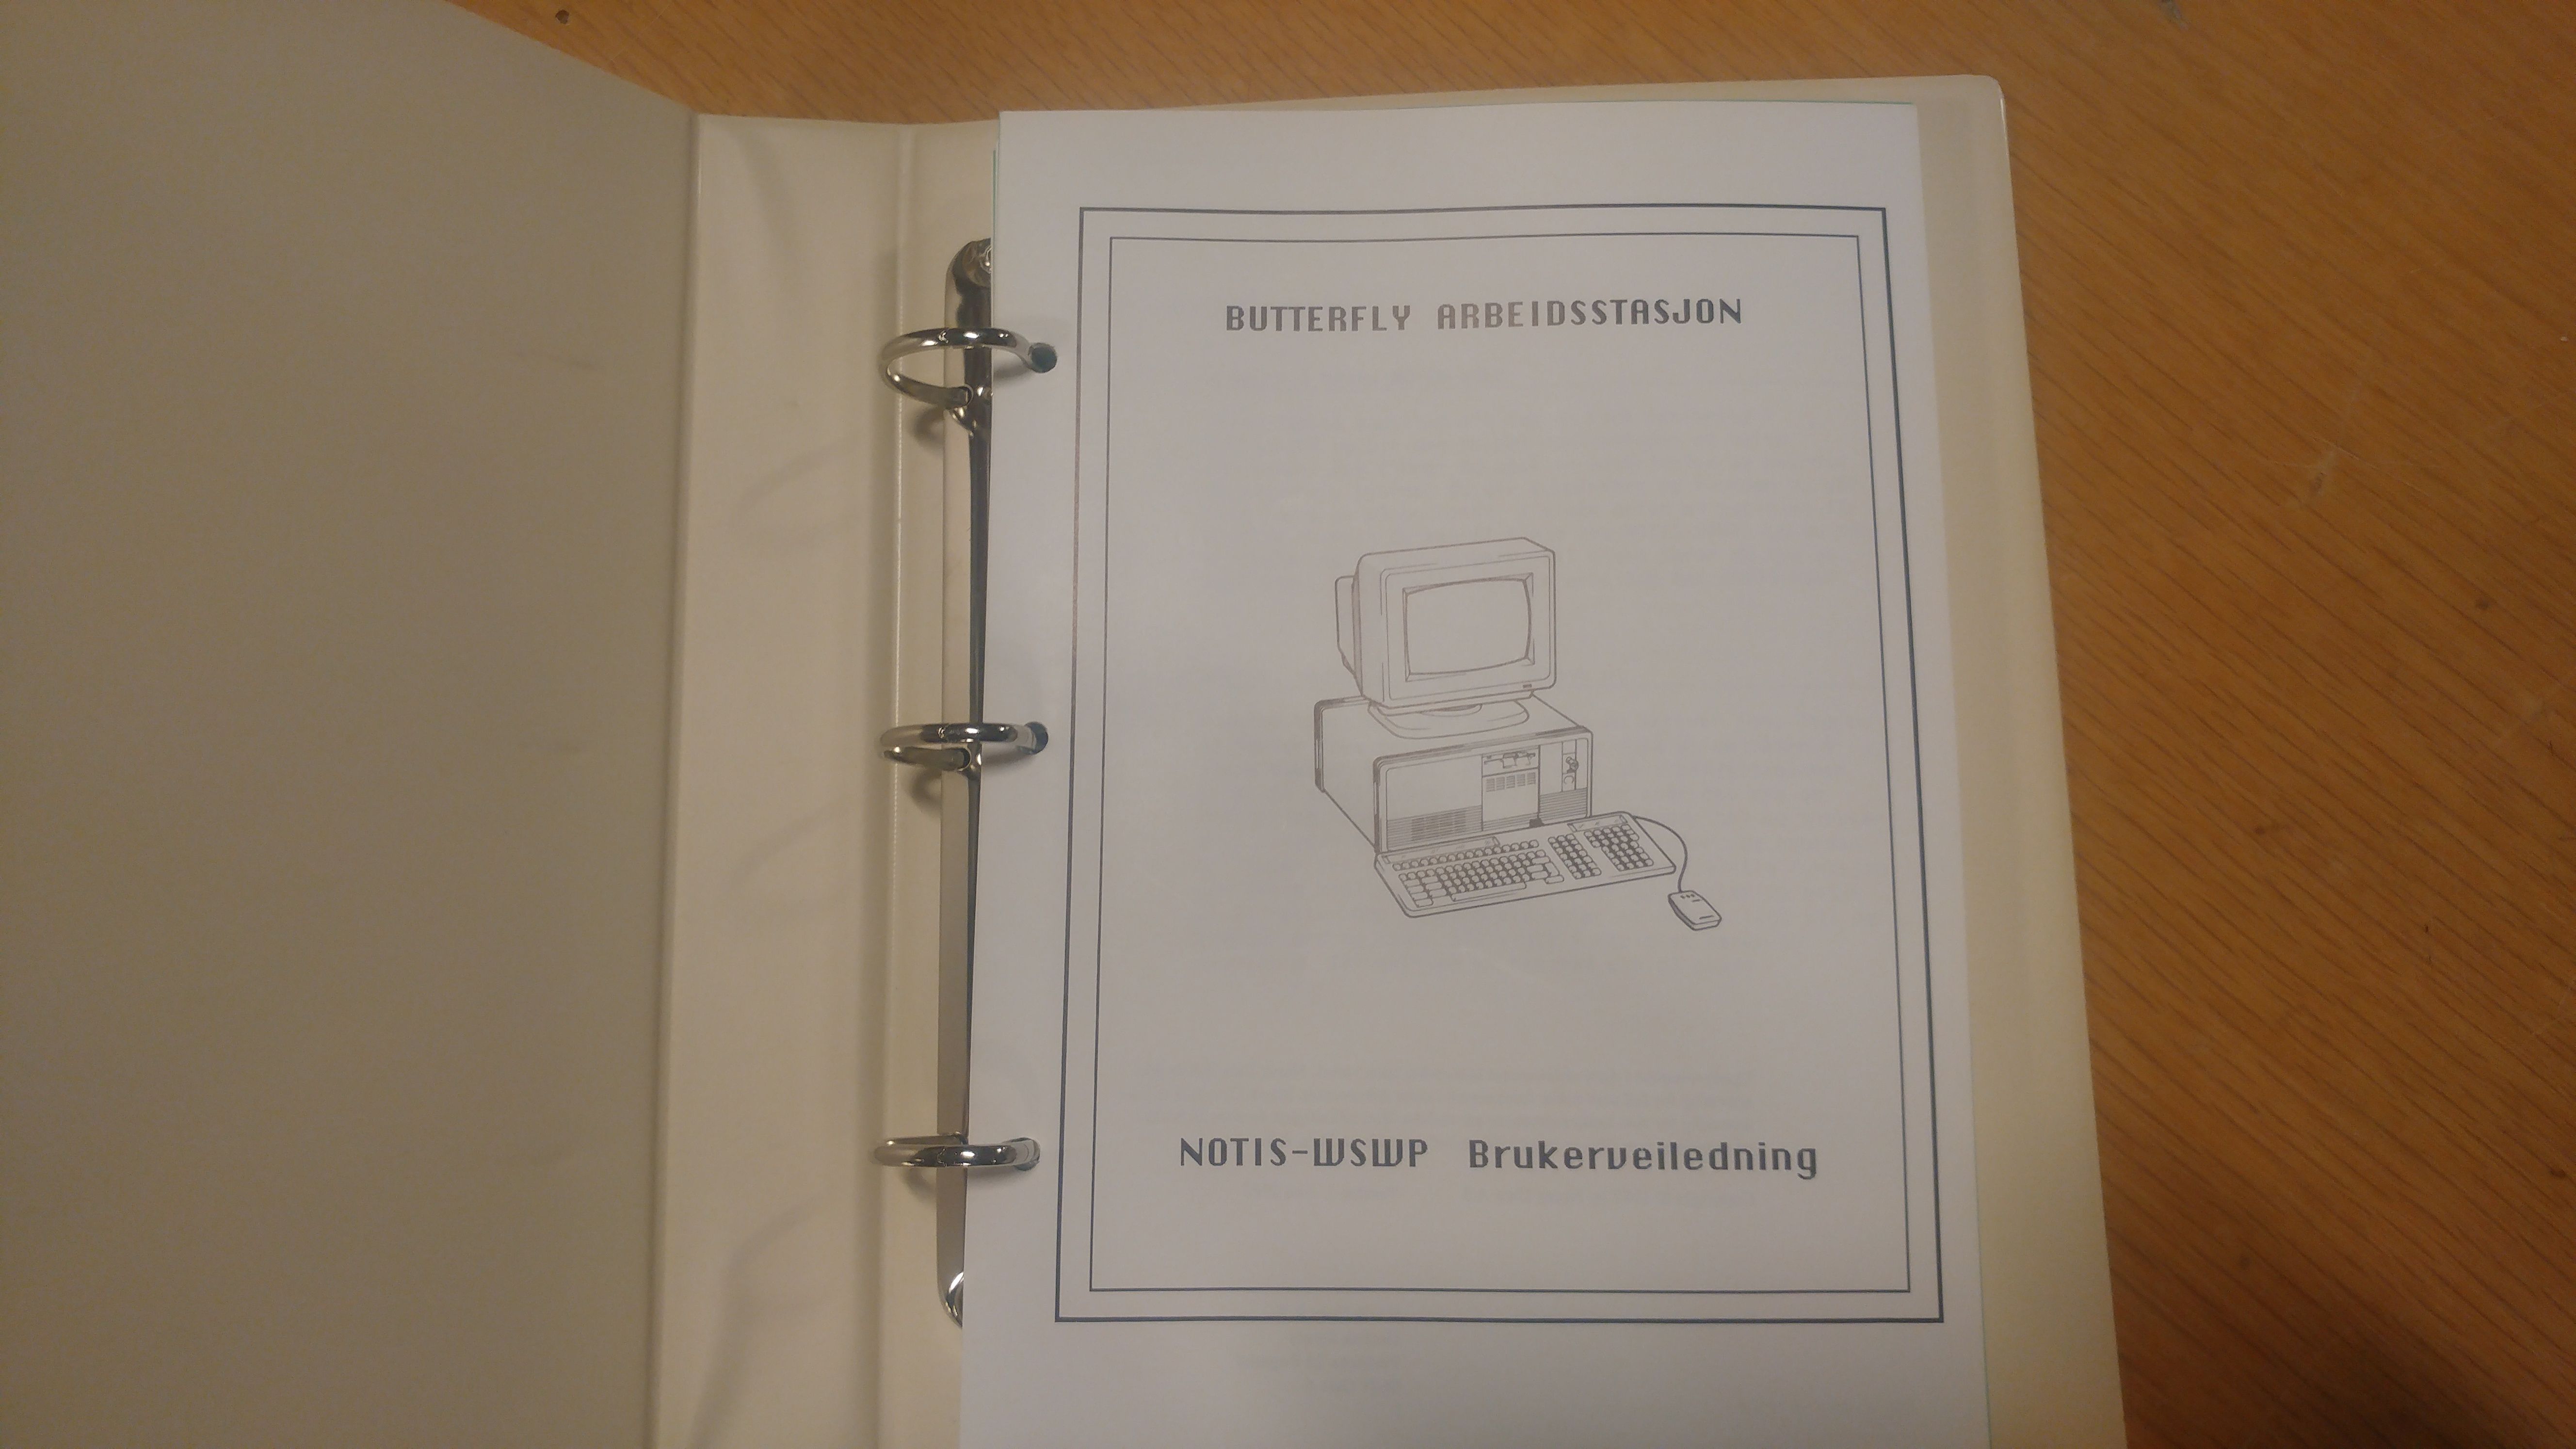 BUTTERFLY ARBEIDSSTASJON
NOTIS-WSWP Brukerveiledning